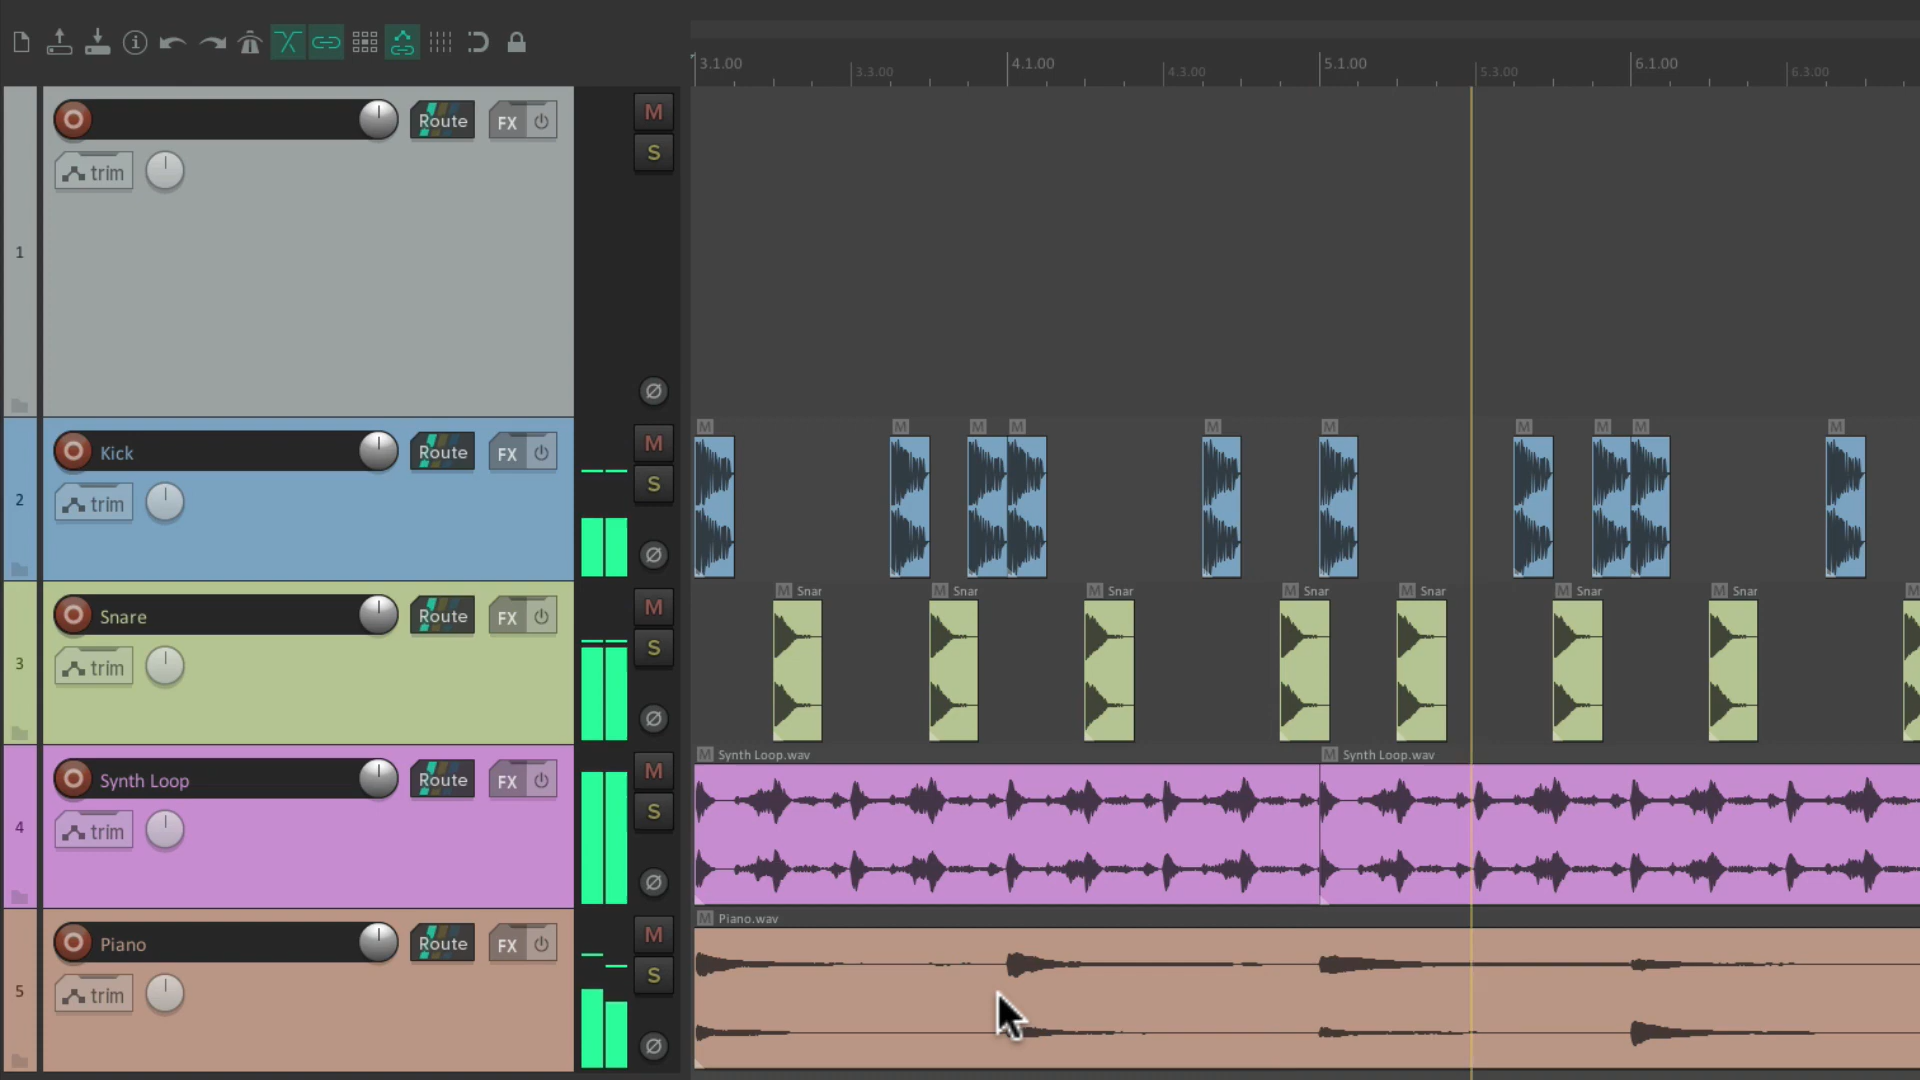 3.1.00 3.3.00 4.1.00 4.3.00 5.1.00 5.3.00 6.1.00 6.3.00
1 Route FX M
trim S
M M M M M M M M M M
2 Kick Route FX M
trim S
M Snar M Snar M Snar M Snar M Snar M Snar M Snar M
3 Snare Route FX M
trim S
M Synth Loop.wav M Synth Loop.wav
4 Synth Loop Route FX M
trim S
M Piano.wav
5 Piano Route FX M
trim S